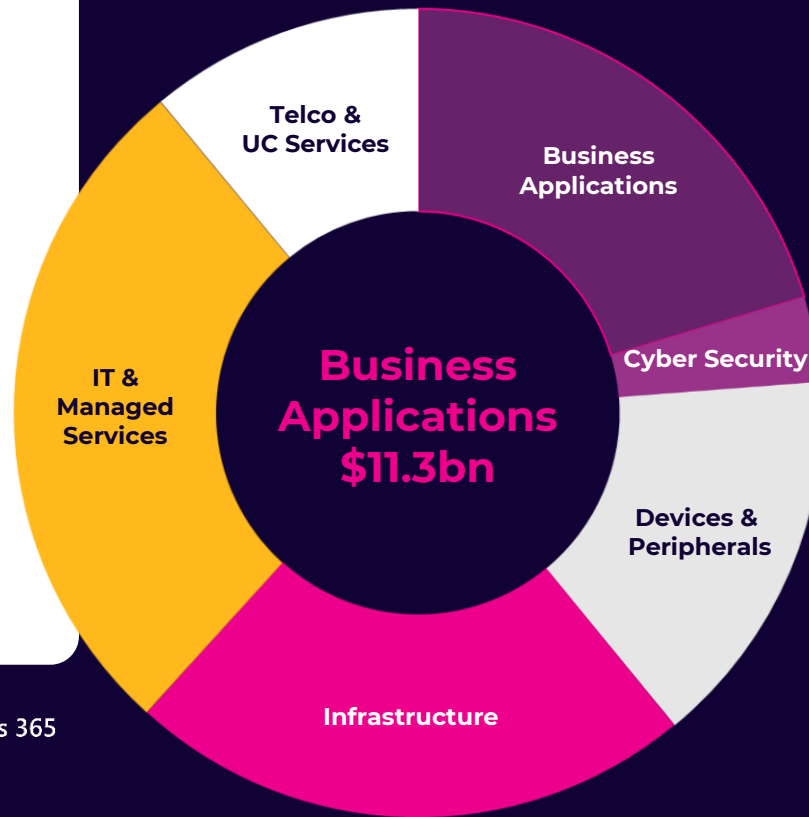 Telco &
UC Services
Business
Applications
Cyber Security
IT &
Managed
Services
Business
Applications
$11.3bn
Devices &
Peripherals
Infrastructure
365